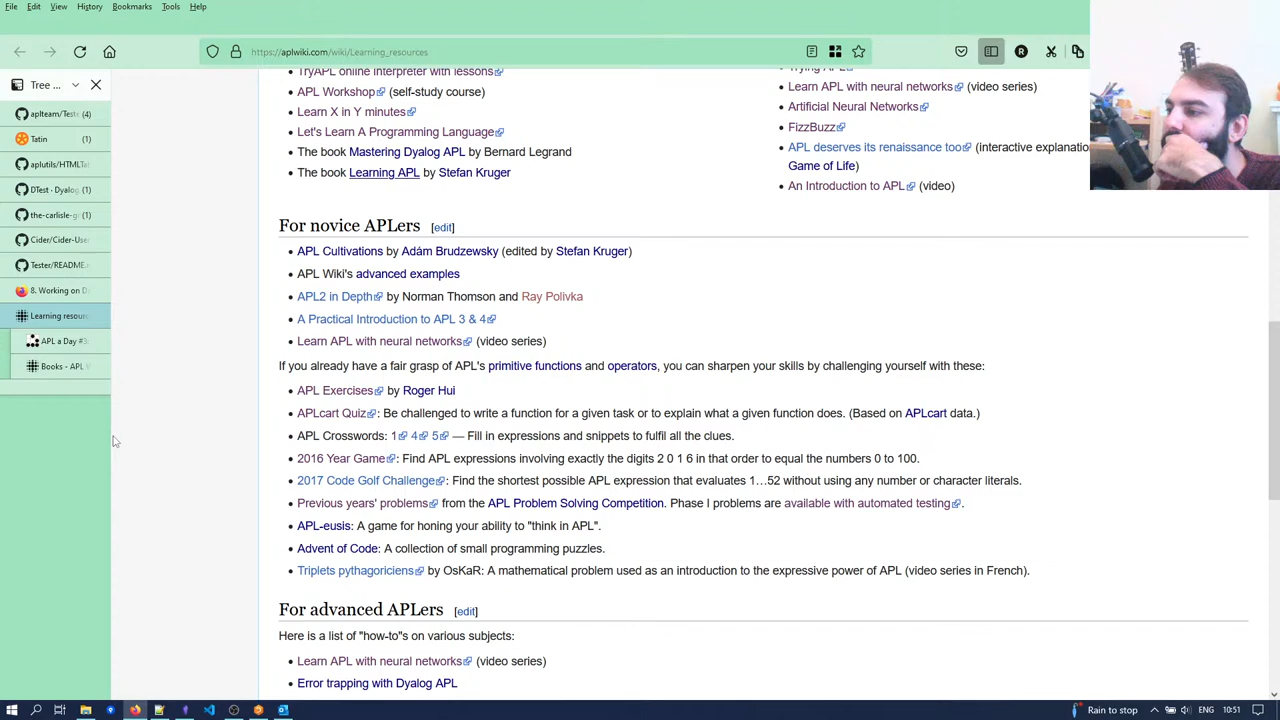 File Edit View History Bookmarks Tools Help
https://aplwiki.com/wiki/Learning_resources
Tree ...
aplteam/Teste (4)
Tatin (1)
aplutils/HTMLTab
DTest · Dyalog (1)
the-carlisle-g (1)
Cider/Cider-User
Tester/README.
8. Working on D
Learning resour
APL a Day #3
Books - APL W
TryAPL online interpreter with lessons
APL Workshop (self-study course)
Learn X in Y minutes
Let's Learn A Programming Language
The book Mastering Dyalog APL by Bernard Legrand
The book Learning APL by Stefan Kruger
Trying APL
Learn APL with neural networks (video series)
Artificial Neural Networks
FizzBuzz
APL deserves its renaissance too (interactive explanatio
Game of Life)
An Introduction to APL (video)
For novice APLers [edit]
APL Cultivations by Adám Brudzewsky (edited by Stefan Kruger)
APL Wiki's advanced examples
APL2 in Depth by Norman Thomson and Ray Polivka
A Practical Introduction to APL 3 & 4
Learn APL with neural networks (video series)
If you already have a fair grasp of APL's primitive functions and operators, you can sharpen your skills by challenging yourself with these:
APL Exercises by Roger Hui
APLcart Quiz: Be challenged to write a function for a given task or to explain what a given function does. (Based on APLcart data.)
APL Crosswords: 1 4 5 — Fill in expressions and snippets to fulfil all the clues.
2016 Year Game: Find APL expressions involving exactly the digits 2 0 1 6 in that order to equal the numbers 0 to 100.
2017 Code Golf Challenge: Find the shortest possible APL expression that evaluates 1…52 without using any number or character literals.
Previous years' problems from the APL Problem Solving Competition. Phase I problems are available with automated testing.
APL-eusis: A game for honing your ability to "think in APL".
Advent of Code: A collection of small programming puzzles.
Triplets pythagoriciens by OsKaR: A mathematical problem used as an introduction to the expressive power of APL (video series in French).
For advanced APLers [edit]
Here is a list of "how-to"s on various subjects:
Learn APL with neural networks (video series)
Error trapping with Dyalog APL
Rain to stop ENG 10:51